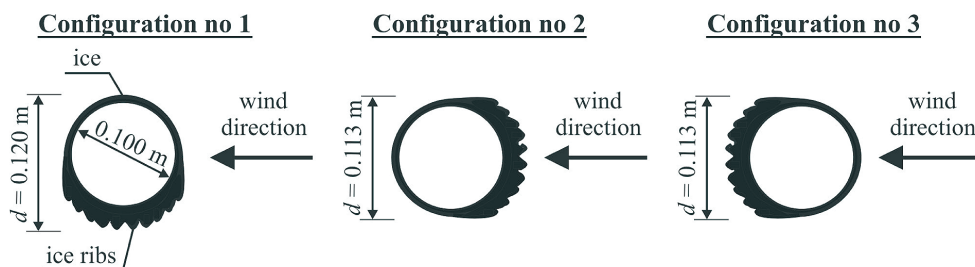 Configuration no 1
ice
d = 0.120 m
0.100 m
wind
direction
ice ribs
Configuration no 2
d = 0.113 m
wind
direction
Configuration no 3
d = 0.113 m
wind
direction